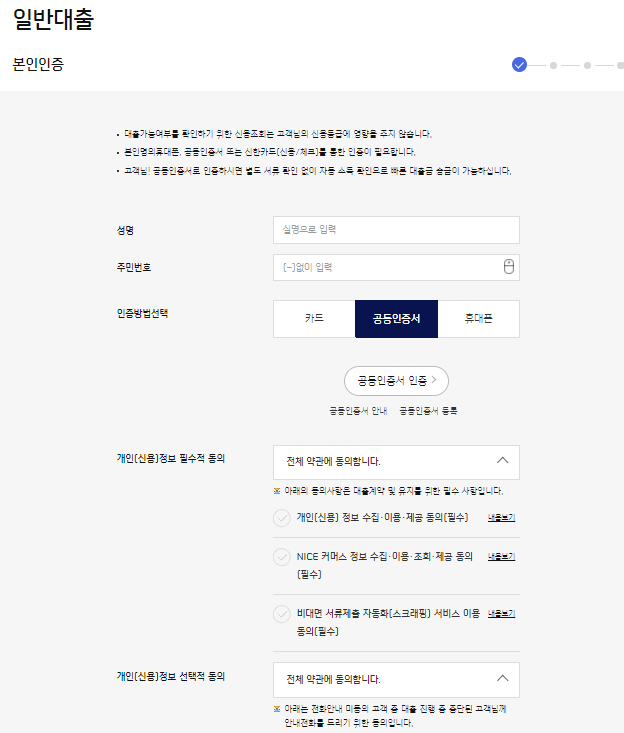 일반대출
본인인증
• 대출가능여부를 확인하기 위한 신용조회는 고객님의 신용등급에 영향을 주지 않습니다.
• 본인명의휴대폰, 공동인증서 또는 신한카드(신용/체크)를 통한 인증이 필요합니다.
• 고객님! 공동인증서로 인증하시면 별도 서류 확인 없이 자동 소득 확인으로 빠른 대출금 송금이 가능하십니다.
성명
실명으로 입력
주민번호
(-)없이 입력
인증방법선택
카드
공동인증서
휴대폰
공동인증서 인증
공동인증서 안내
공동인증서 등록
개인(신용)정보 필수적 동의
전체 약관에 동의합니다.
※ 아래의 동의사항은 대출계약 및 유지를 위한 필수 사항입니다.
개인(신용) 정보 수집·이용·제공 동의(필수)
내용보기
NICE 커머스 정보 수집·이용·조회·제공 동의
(필수)
내용보기
비대면 서류제출 자동화(스크래핑) 서비스 이용
동의(필수)
내용보기
개인(신용)정보 선택적 동의
전체 약관에 동의합니다.
※ 아래는 전화안내 미동의 고객 중 대출 진행 중 중단된 고객님께
안내전화를 드리기 위한 동의입니다.